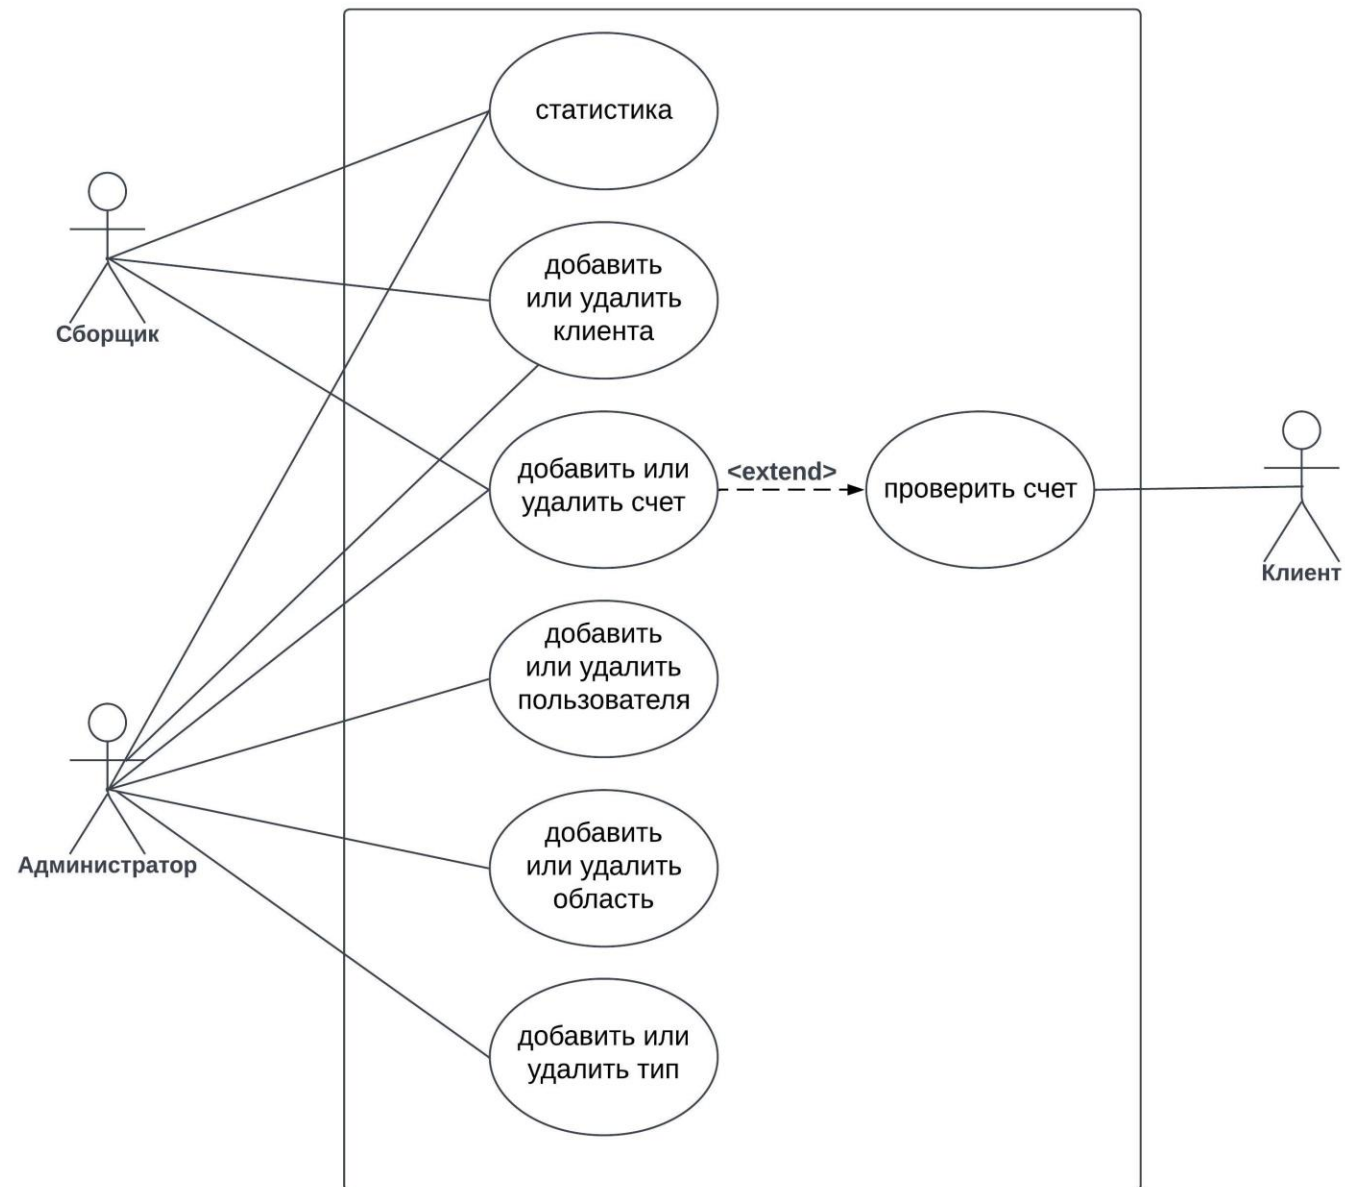 статистика
Сборщик
добавить
или удалить
клиента
добавить или
удалить счет
<extend>
проверить счет
Клиент
добавить
или удалить
пользователя
Администратор
добавить
или удалить
область
добавить или
удалить тип